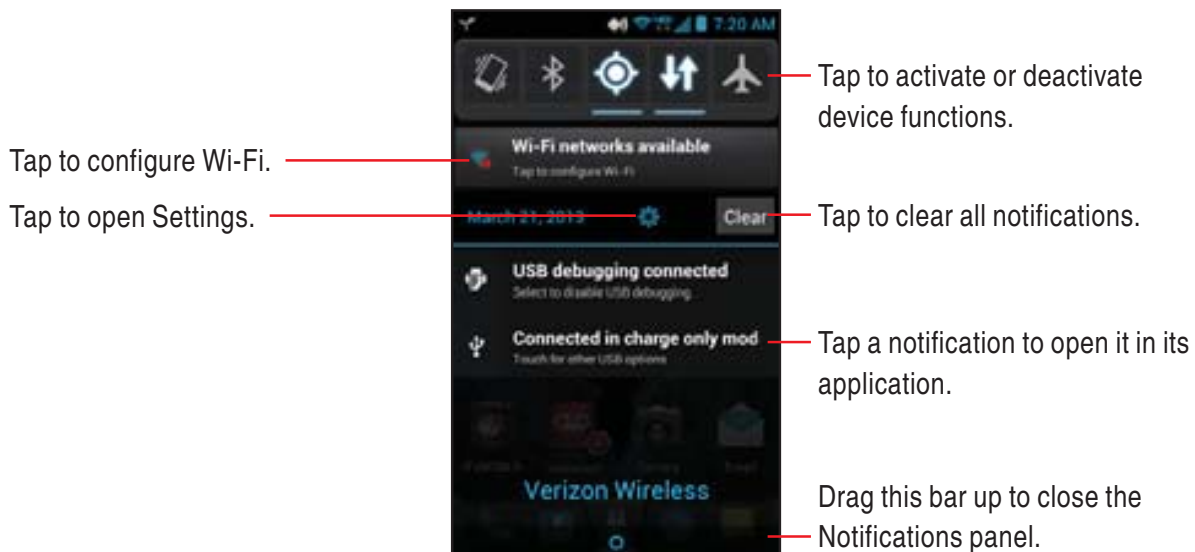 7:20 AM
Tap to activate or deactivate
device functions.
Wi-Fi networks available
Tap to configure Wi-Fi
Tap to configure Wi-Fi.
Tap to open Settings.
March 21, 2013
Clear
Tap to clear all notifications.
USB debugging connected
Select to disable USB debugging.
Connected in charge only mod
Touch for other USB options
Tap a notification to open it in its
application.
Verizon Wireless
Drag this bar up to close the
Notifications panel.